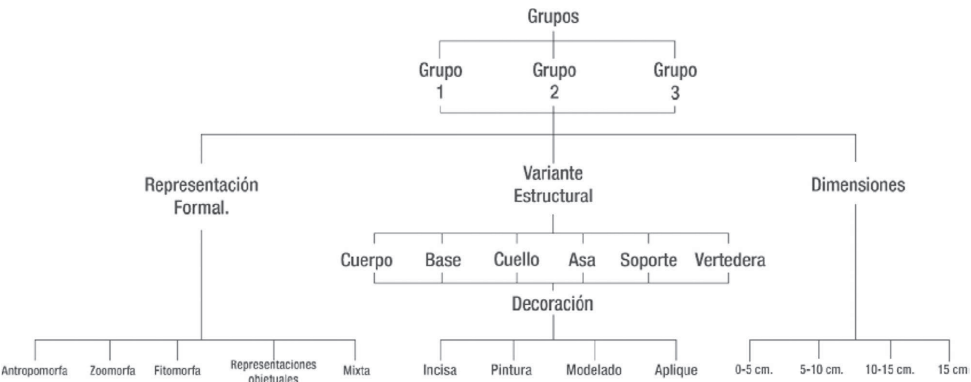 Grupos
Grupo Grupo Grupo
1 2 3
Representación
Formal.
Variante
Estructural
Dimensiones
Cuerpo Base Cuello Asa Soporte Vertedera
Decoración
Antropomorfa Zoomorfa Fitomorfa Representaciones
objetuales Mixta
Incisa Pintura Modelado Aplique
0-5 cm. 5-10 cm. 10-15 cm. 15 cm